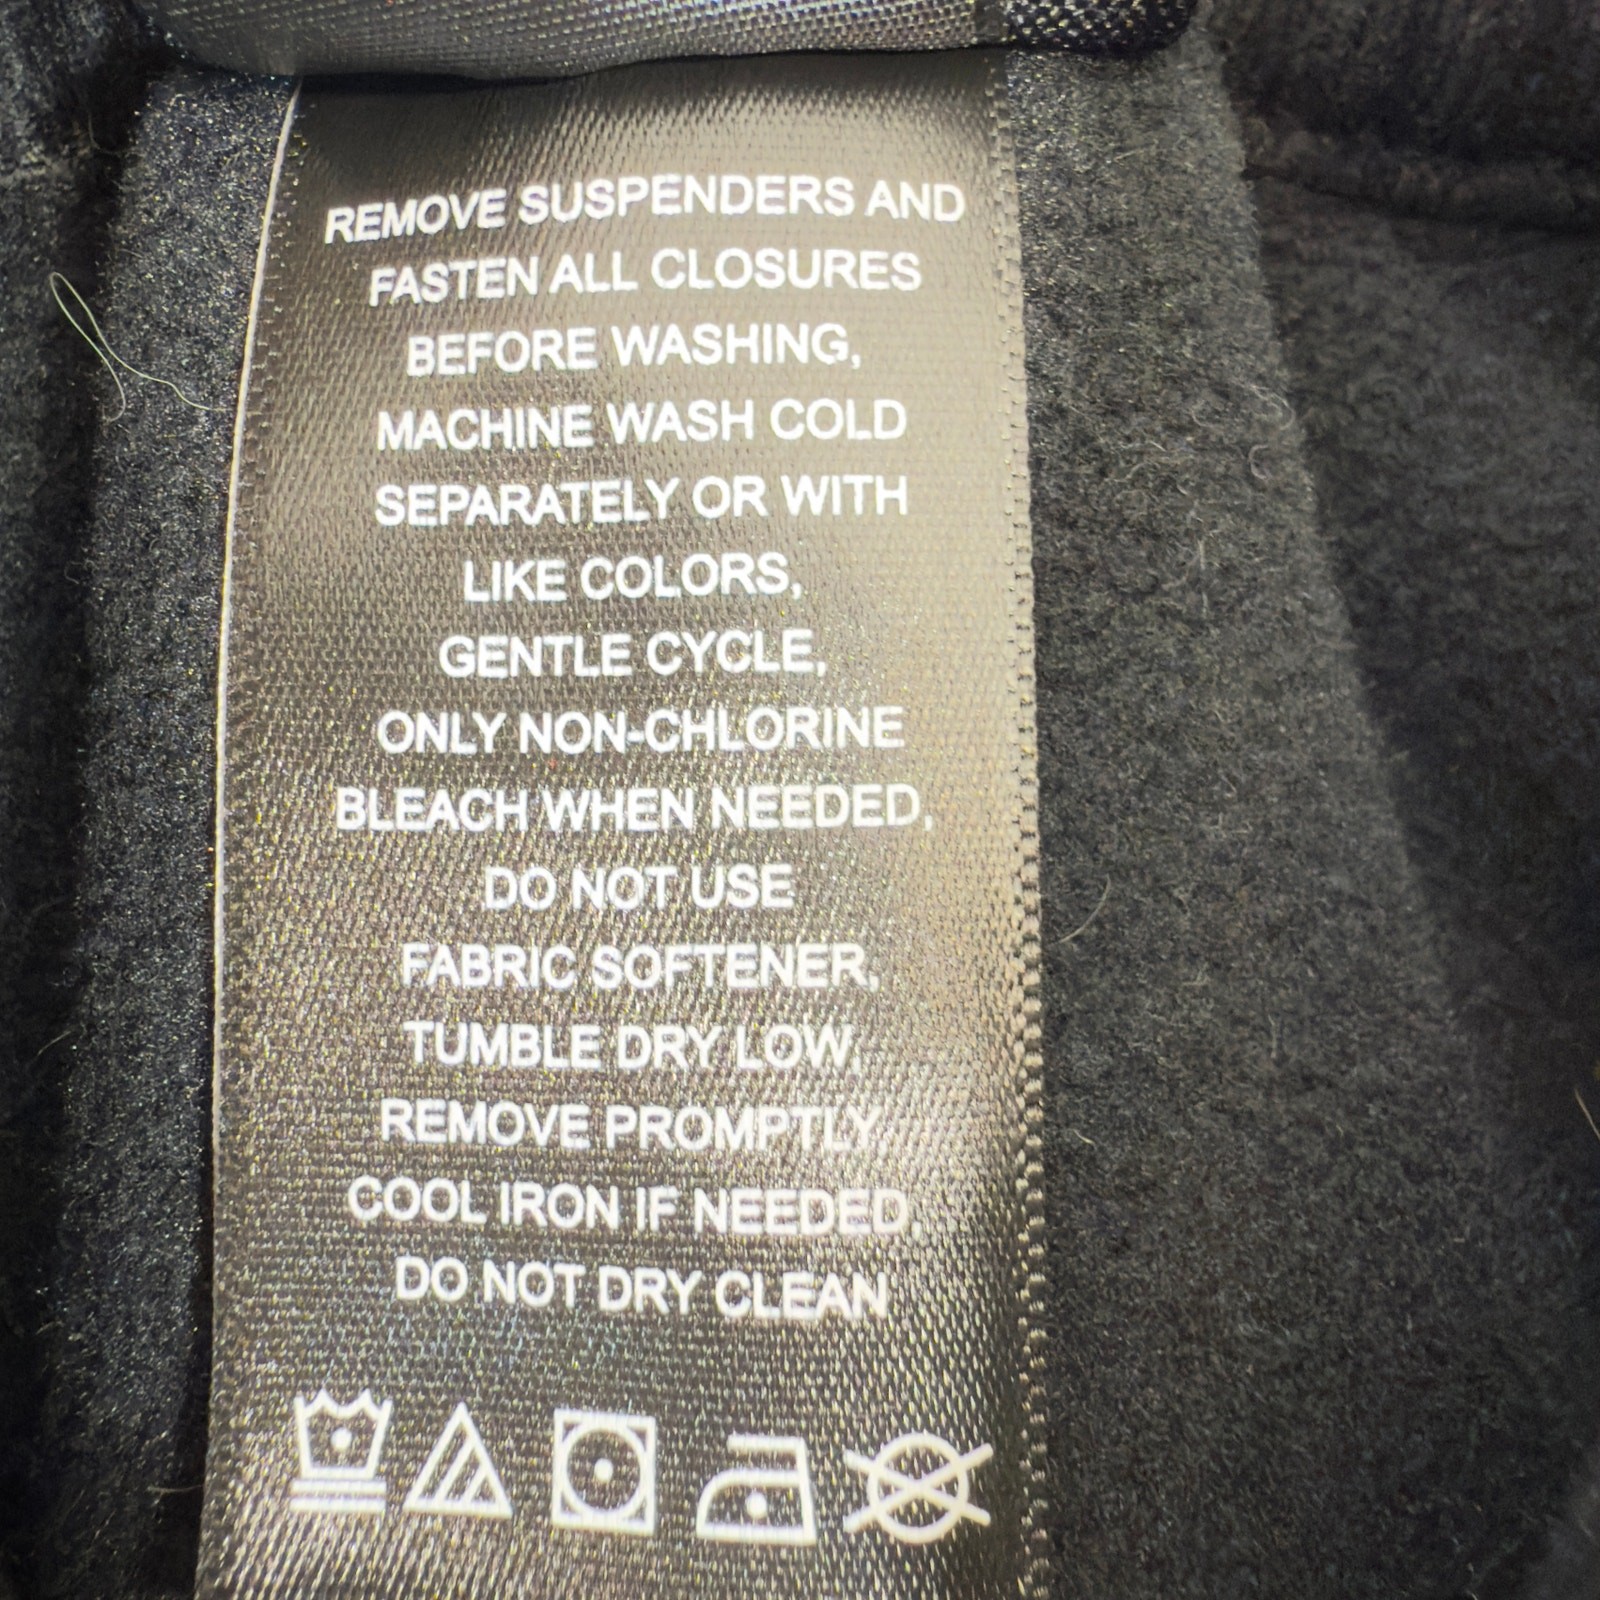 REMOVE SUSPENDERS AND
FASTEN ALL CLOSURES
BEFORE WASHING,
MACHINE WASH COLD
SEPARATELY OR WITH
LIKE COLORS,
GENTLE CYCLE,
ONLY NON-CHLORINE
BLEACH WHEN NEEDED,
DO NOT USE
FABRIC SOFTENER,
TUMBLE DRY LOW,
REMOVE PROMPTLY,
COOL IRON IF NEEDED,
DO NOT DRY CLEAN